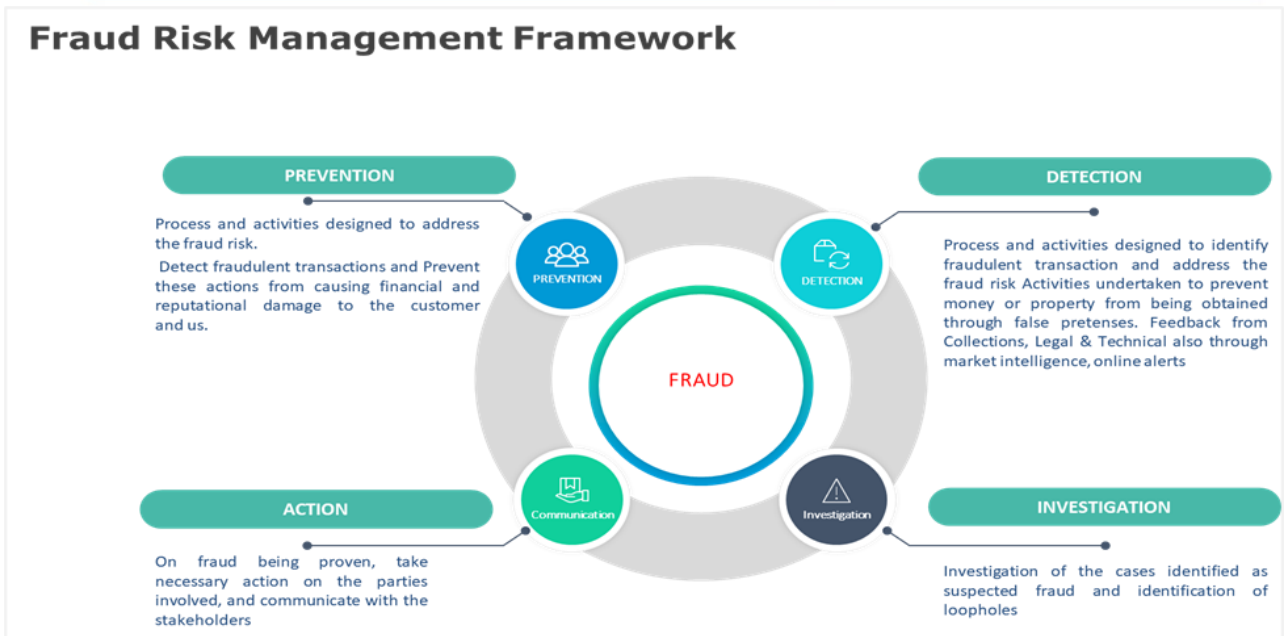 Fraud Risk Management Framework
PREVENTION
Process and activities designed to address
the fraud risk.
Detect fraudulent transactions and Prevent
these actions from causing financial and
reputational damage to the customer
and us.
DETECTION
Process and activities designed to identify
fraudulent transaction and address the
fraud risk Activities undertaken to prevent
money or property from being obtained
through false pretenses. Feedback from
Collections, Legal & Technical also through
market intelligence, online alerts
PREVENTION
DETECTION
FRAUD
Communication
Investigation
ACTION
On fraud being proven, take
necessary action on the parties
involved, and communicate with the
stakeholders
INVESTIGATION
Investigation of the cases identified as
suspected fraud and identification of
loopholes